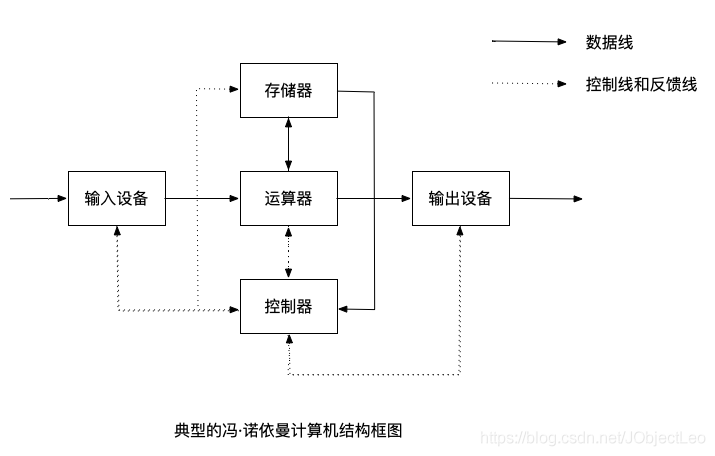 数据线
控制线和反馈线
存储器
输入设备
运算器
输出设备
控制器
典型的冯·诺依曼计算机结构框图
https://blog.csdn.net/JObjectLeo